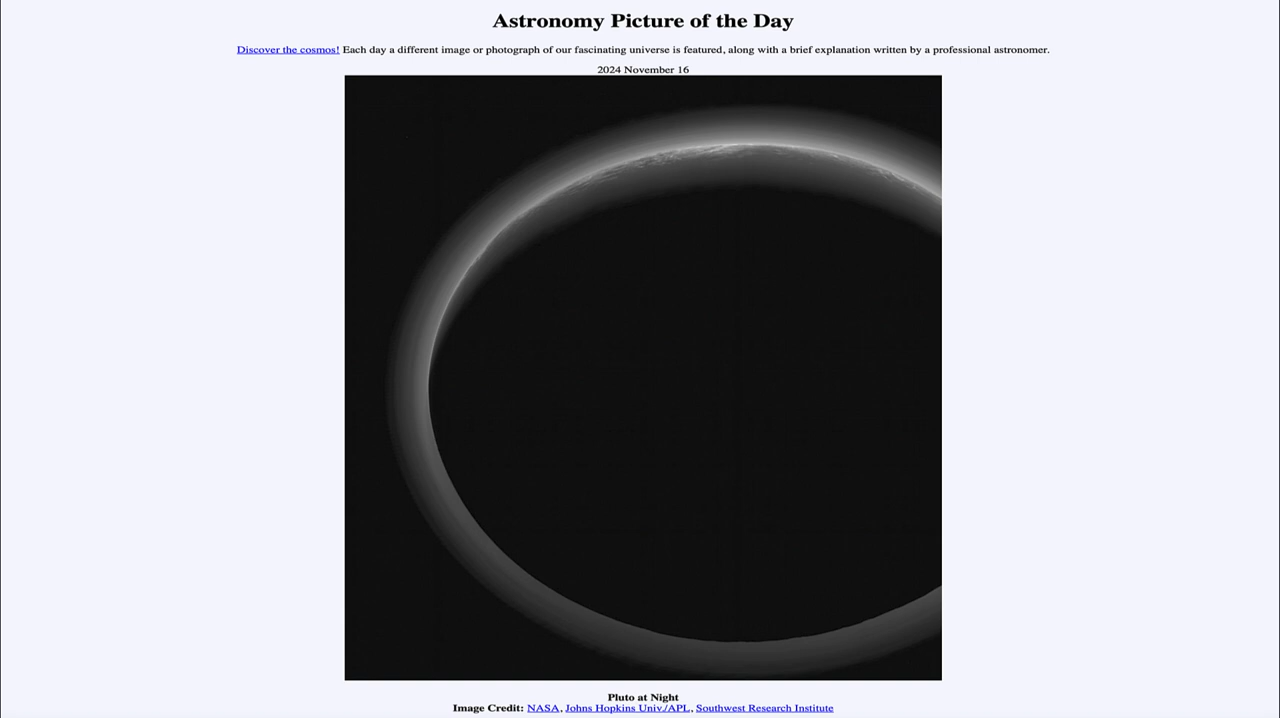 Astronomy Picture of the Day
Discover the cosmos! Each day a different image or photograph of our fascinating universe is featured, along with a brief explanation written by a professional astronomer.
2024 November 16
Pluto at Night
Image Credit: NASA, Johns Hopkins Univ./APL, Southwest Research Institute